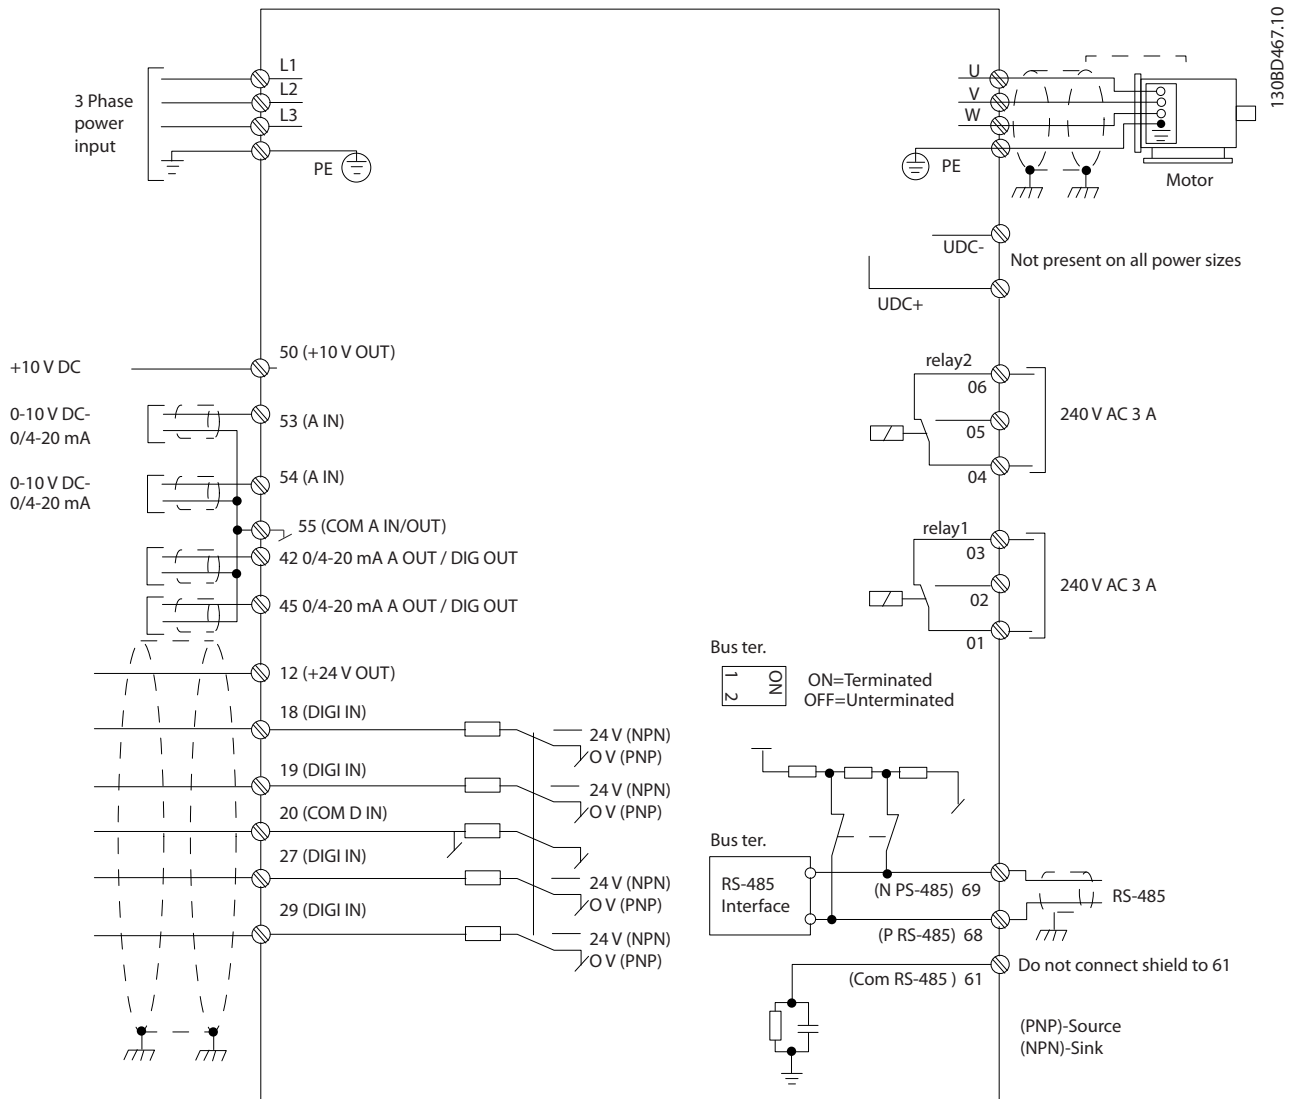 130BD467.10
L1
L2
L3
3 Phase
power
input
PE
U
V
W
PE
Motor
UDC-
Not present on all power sizes
UDC+
+10 V DC
50 (+10 V OUT)
0-10 V DC-
0/4-20 mA
53 (A IN)
0-10 V DC-
0/4-20 mA
54 (A IN)
55 (COM A IN/OUT)
42 0/4-20 mA A OUT / DIG OUT
45 0/4-20 mA A OUT / DIG OUT
12 (+24 V OUT)
18 (DIGI IN)
24 V (NPN)
O V (PNP)
19 (DIGI IN)
24 V (NPN)
O V (PNP)
20 (COM D IN)
27 (DIGI IN)
24 V (NPN)
O V (PNP)
29 (DIGI IN)
24 V (NPN)
O V (PNP)
relay2
06
05
04
240 V AC 3 A
relay1
03
02
01
240 V AC 3 A
Bus ter.
1
2
ON
ON=Terminated
OFF=Unterminated
Bus ter.
RS-485
Interface
(N PS-485) 69
RS-485
(P RS-485) 68
(Com RS-485 ) 61
Do not connect shield to 61
(PNP)-Source
(NPN)-Sink